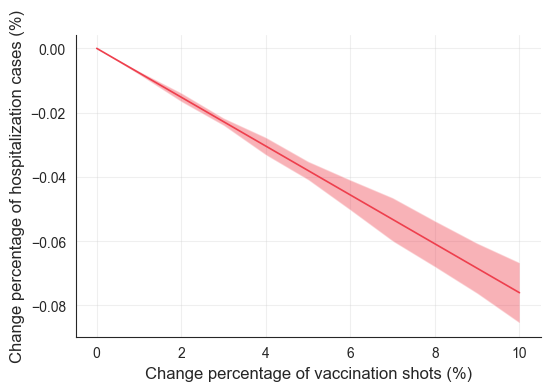 Change percentage of hospitalization cases (%)
0.00
−0.02
−0.04
−0.06
−0.08
0 2 4 6 8 10
Change percentage of vaccination shots (%)